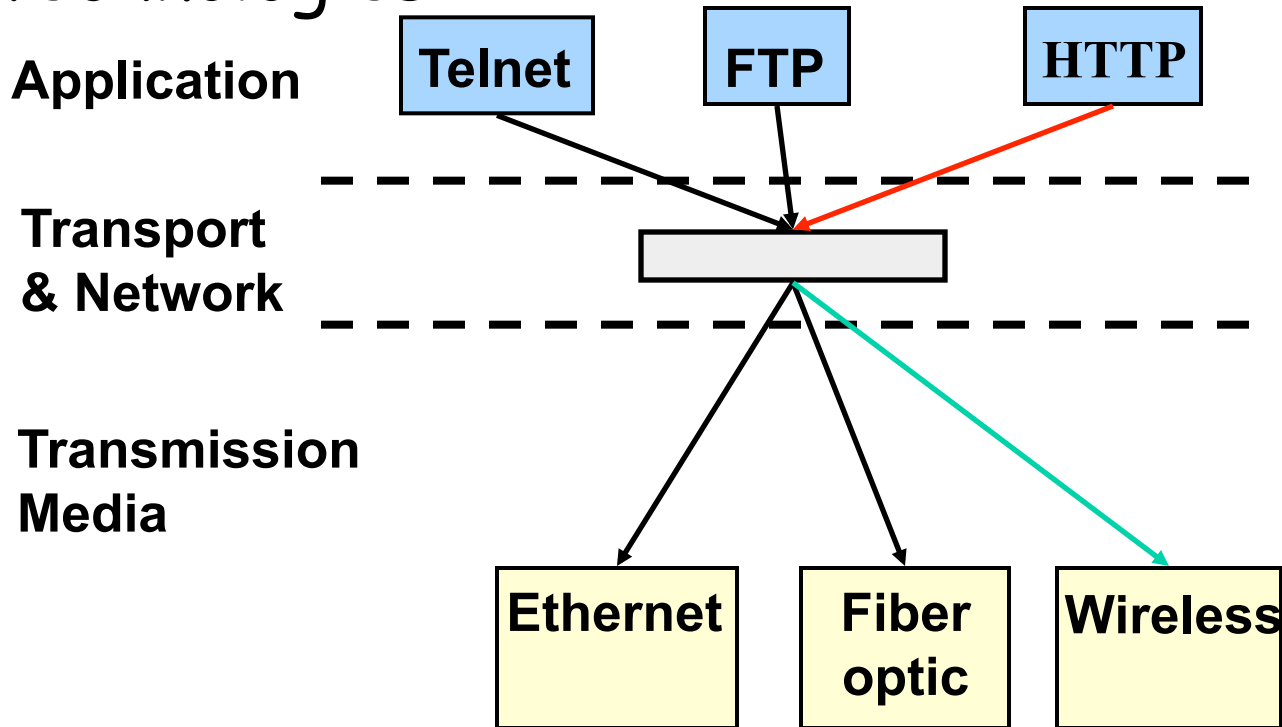 Application
Telnet
FTP
HTTP
Transport
& Network
Transmission
Media
Ethernet
Fiber
optic
Wireless